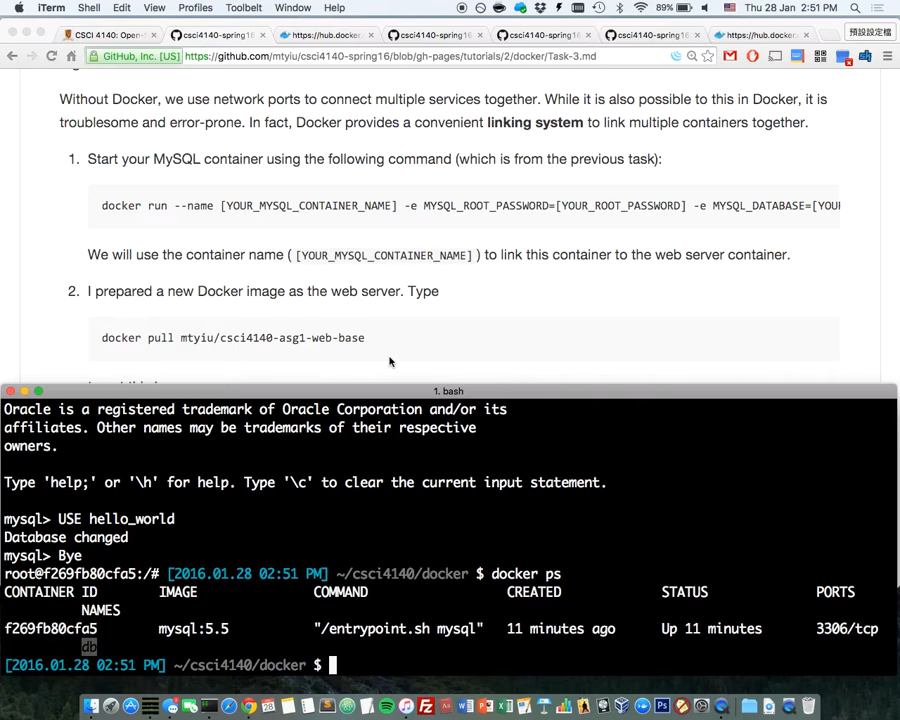 iTerm Shell Edit View Profiles Toolbelt Window Help 89% Thu 28 Jan 2:51 PM
CSCI 4140: Open-S csci4140-spring16 https://hub.docke csci4140-spring16 csci4140-spring16 csci4140-spring16 https://hub.docker. 預設設定檔
GitHub, Inc. [US] https://github.com/mtyiu/csci4140-spring16/blob/gh-pages/tutorials/2/docker/Task-3.md
Without Docker, we use network ports to connect multiple services together. While it is also possible to this in Docker, it is
troublesome and error-prone. In fact, Docker provides a convenient linking system to link multiple containers together.
1. Start your MySQL container using the following command (which is from the previous task):
docker run --name [YOUR_MYSQL_CONTAINER_NAME] -e MYSQL_ROOT_PASSWORD=[YOUR_ROOT_PASSWORD] -e MYSQL_DATABASE=[YOUR
We will use the container name ( [YOUR_MYSQL_CONTAINER_NAME] ) to link this container to the web server container.
2. I prepared a new Docker image as the web server. Type
docker pull mtyiu/csci4140-asg1-web-base
1. bash
Oracle is a registered trademark of Oracle Corporation and/or its
affiliates. Other names may be trademarks of their respective
owners.
Type 'help;' or '\h' for help. Type '\c' to clear the current input statement.
mysql> USE hello_world
Database changed
mysql> Bye
root@f269fb80cfa5:/# [2016.01.28 02:51 PM] ~/csci4140/docker $ docker ps
CONTAINER ID IMAGE COMMAND CREATED STATUS PORTS
NAMES
f269fb80cfa5 mysql:5.5 "/entrypoint.sh mysql" 11 minutes ago Up 11 minutes 3306/tcp
db
[2016.01.28 02:51 PM] ~/csci4140/docker $